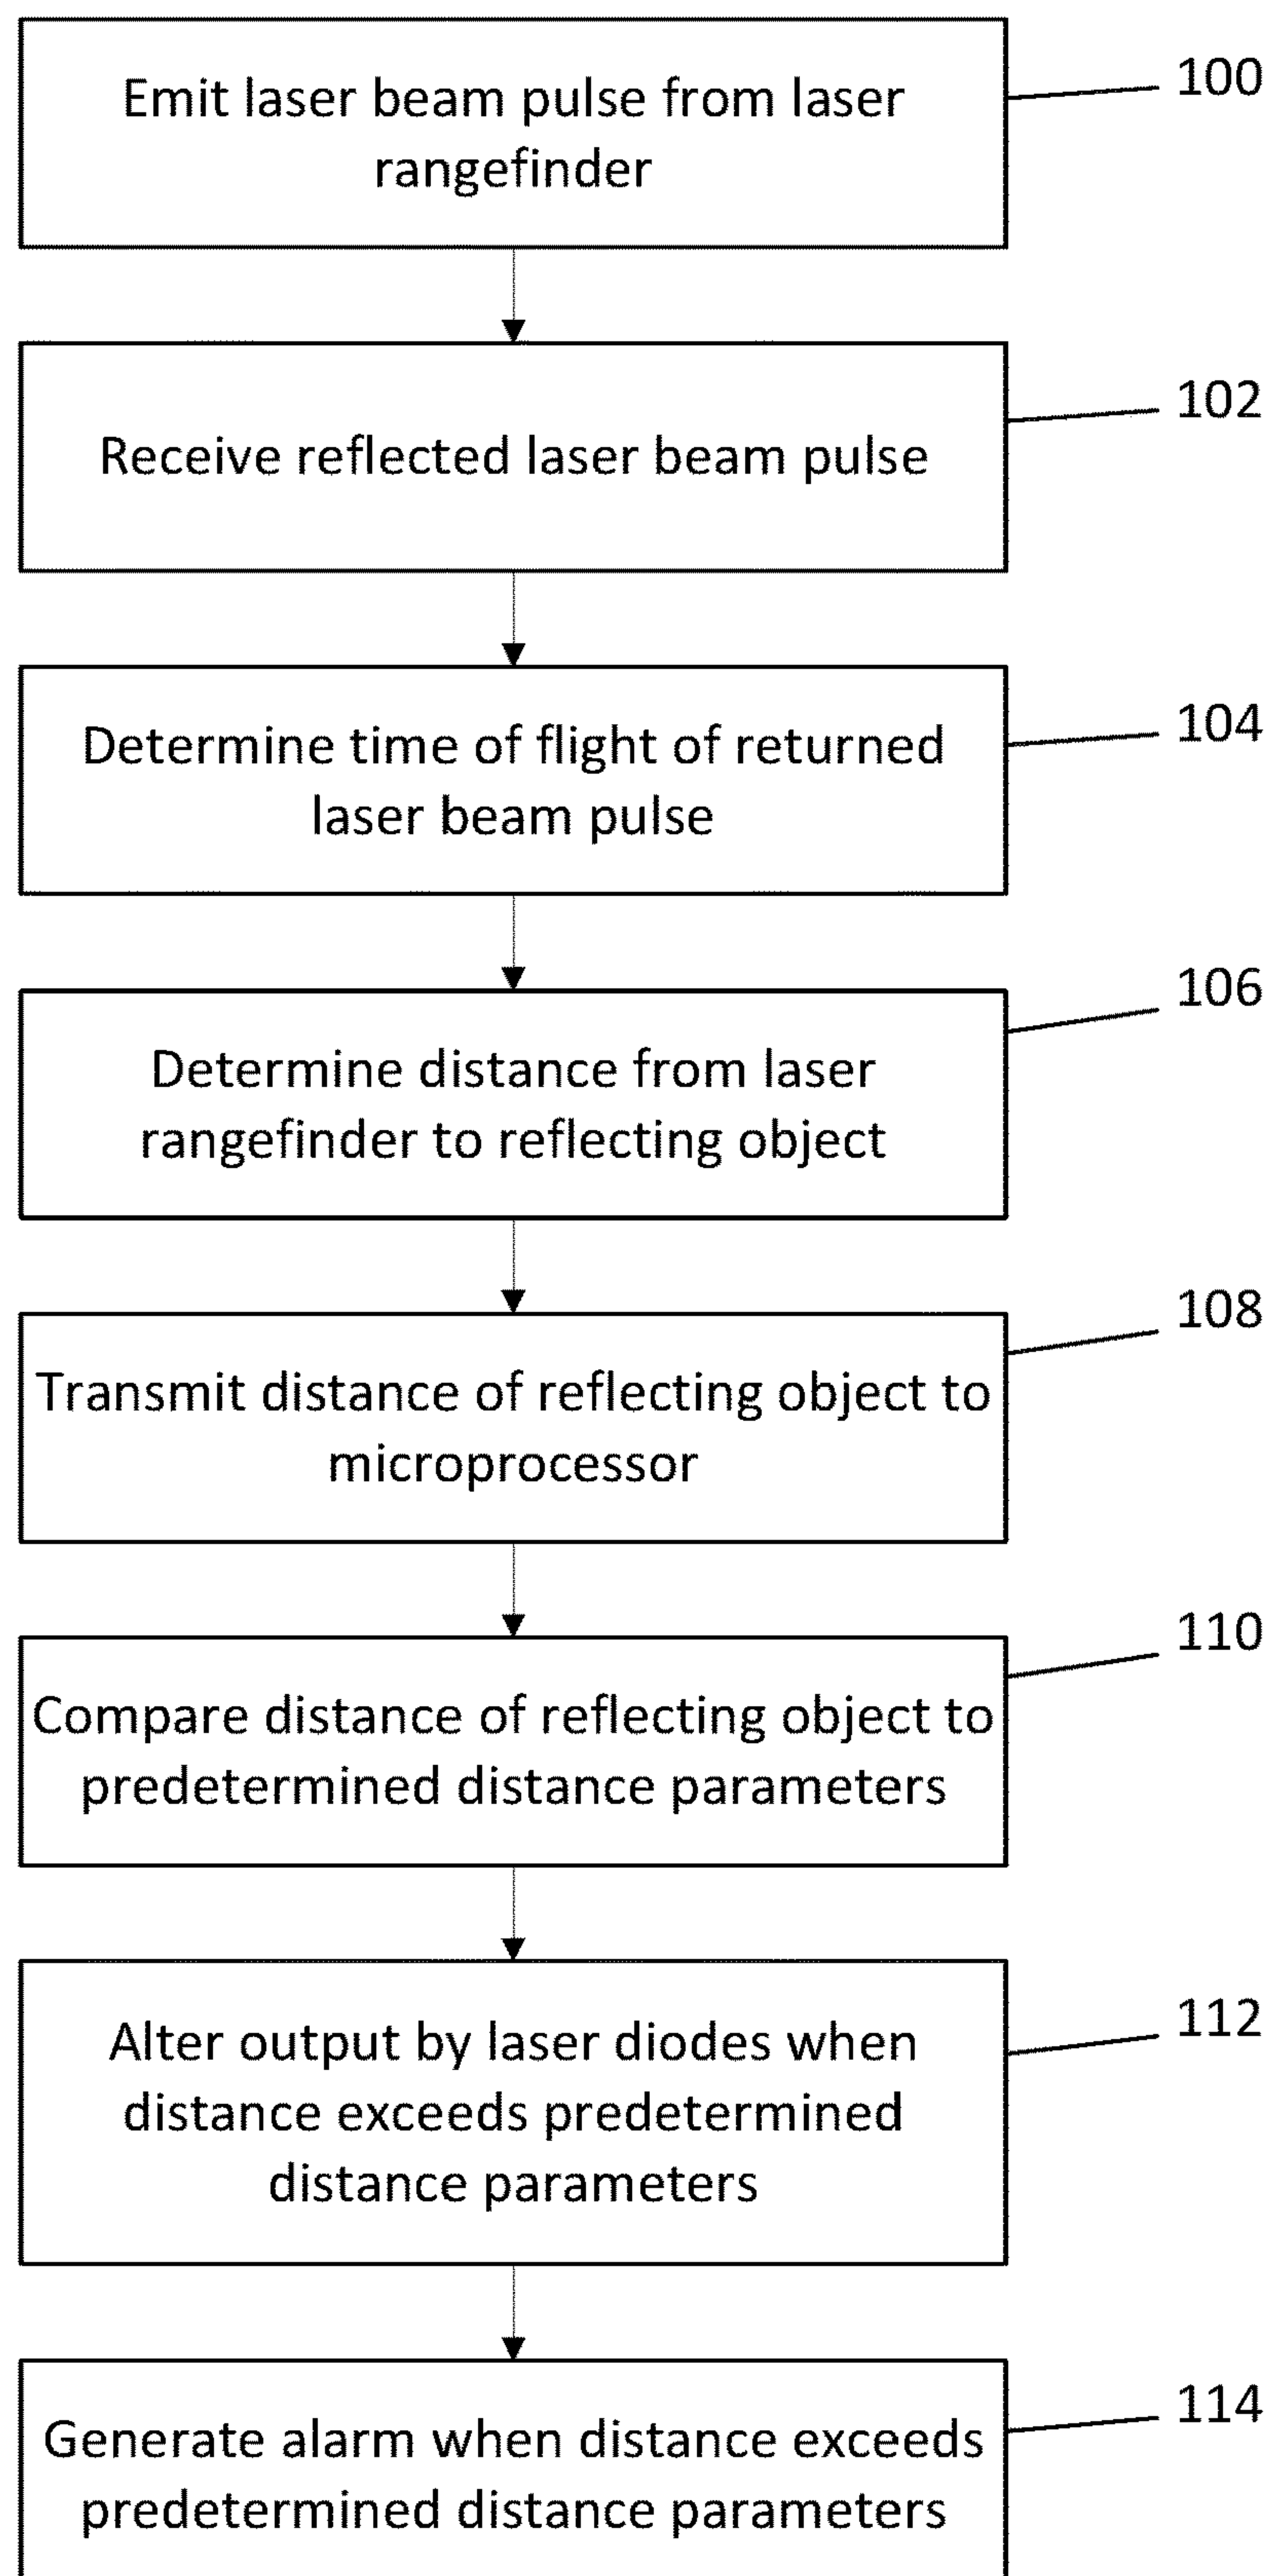 Emit laser beam pulse from laser
rangefinder
100
Receive reflected laser beam pulse
102
Determine time of flight of returned
laser beam pulse
104
Determine distance from laser
rangefinder to reflecting object
106
Transmit distance of reflecting object to
microprocessor
108
Compare distance of reflecting object to
predetermined distance parameters
110
Alter output by laser diodes when
distance exceeds predetermined
distance parameters
112
Generate alarm when distance exceeds
predetermined distance parameters
114